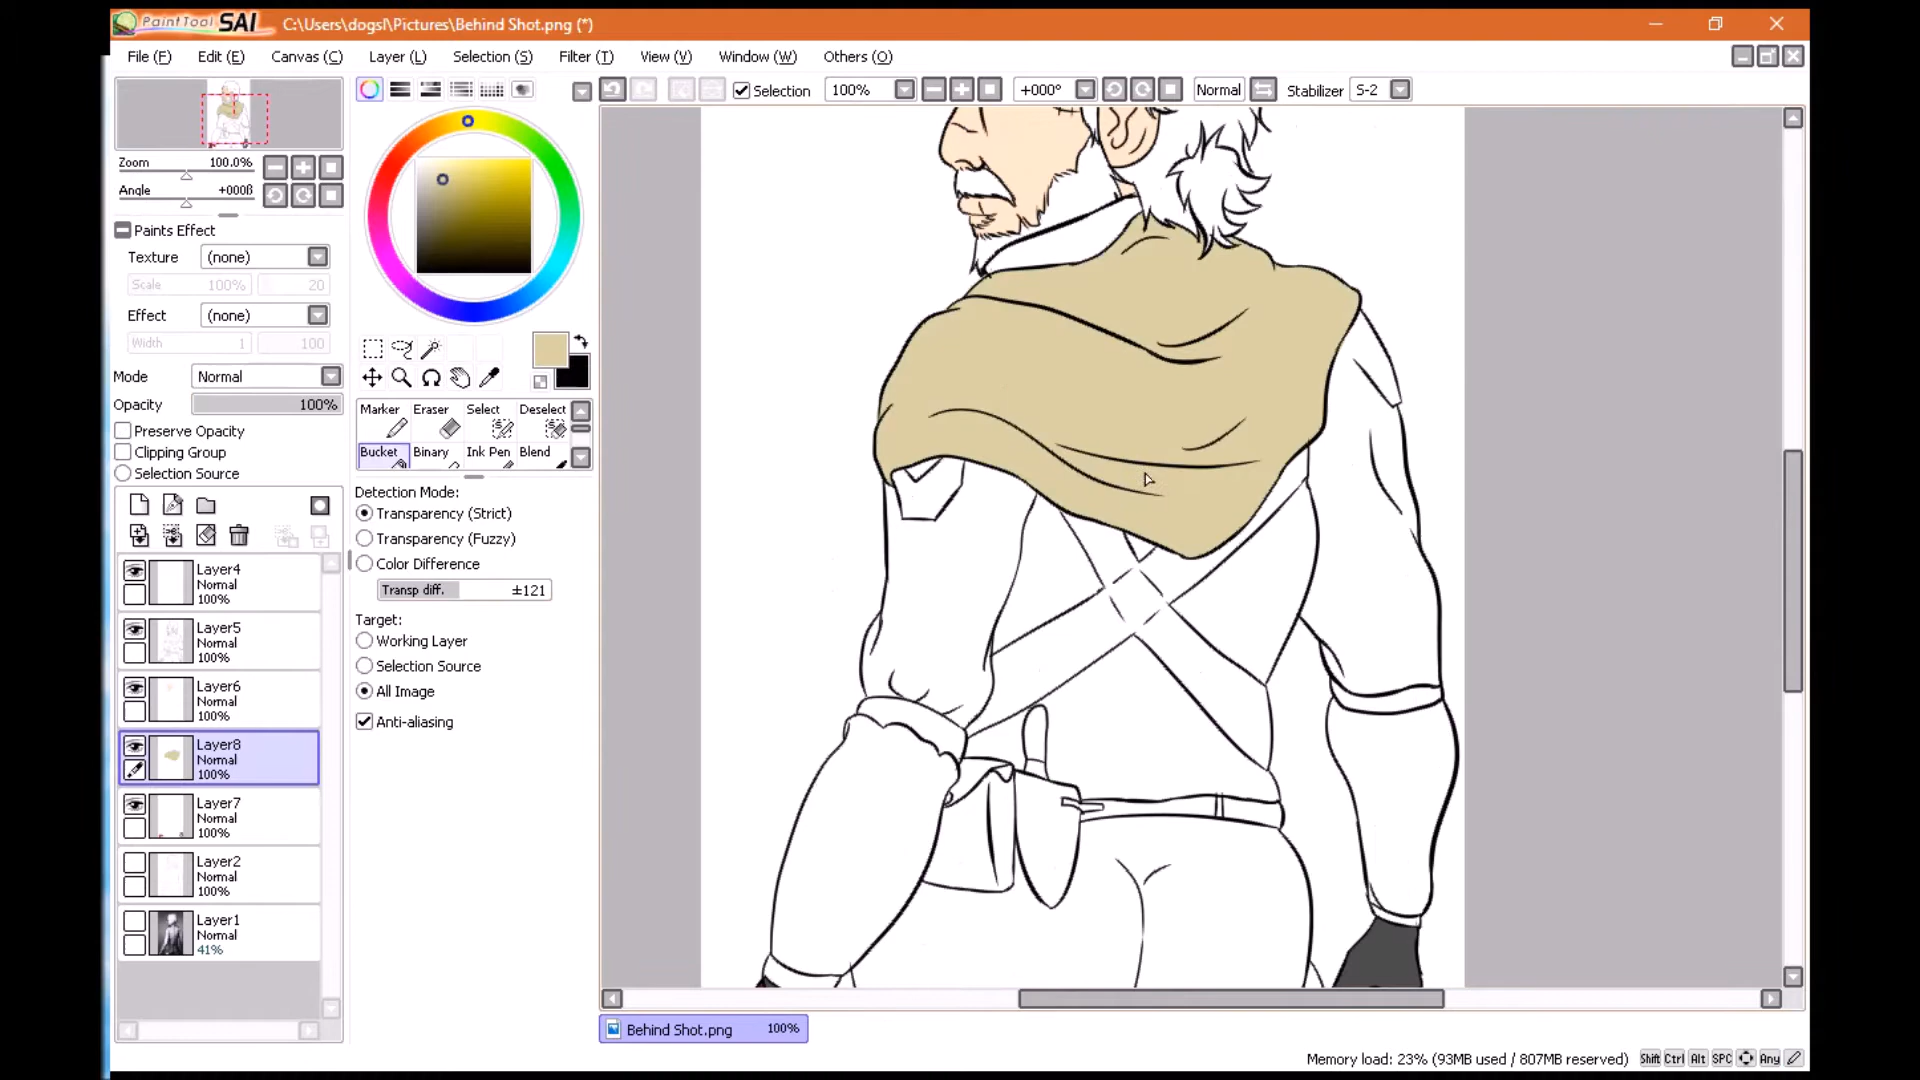 PaintTool SAI C:\Users\dogsl\Pictures\Behind Shot.png (*)
File (F) Edit (E) Canvas (C) Layer (L) Selection (S) Filter (T) View (V) Window (W) Others (O)
Selection 100% +000° Normal Stabilizer S-2
Zoom 100.0%
Angle +000ß
Paints Effect
Texture (none)
Scale 100% 20
Effect (none)
Width 1 100
Mode Normal
Opacity 100%
Preserve Opacity
Clipping Group
Selection Source
Layer4
Normal
100%
Layer5
Normal
100%
Layer6
Normal
100%
Layer8
Normal
100%
Layer7
Normal
100%
Layer2
Normal
100%
Layer1
Normal
41%
Marker Eraser Select Deselect
Bucket Binary Ink Pen Blend
Detection Mode:
Transparency (Strict)
Transparency (Fuzzy)
Color Difference
Transp diff. ±121
Target:
Working Layer
Selection Source
All Image
Anti-aliasing
Behind Shot.png 100%
Memory load: 23% (93MB used / 807MB reserved) Shift Ctrl Alt SPC Any